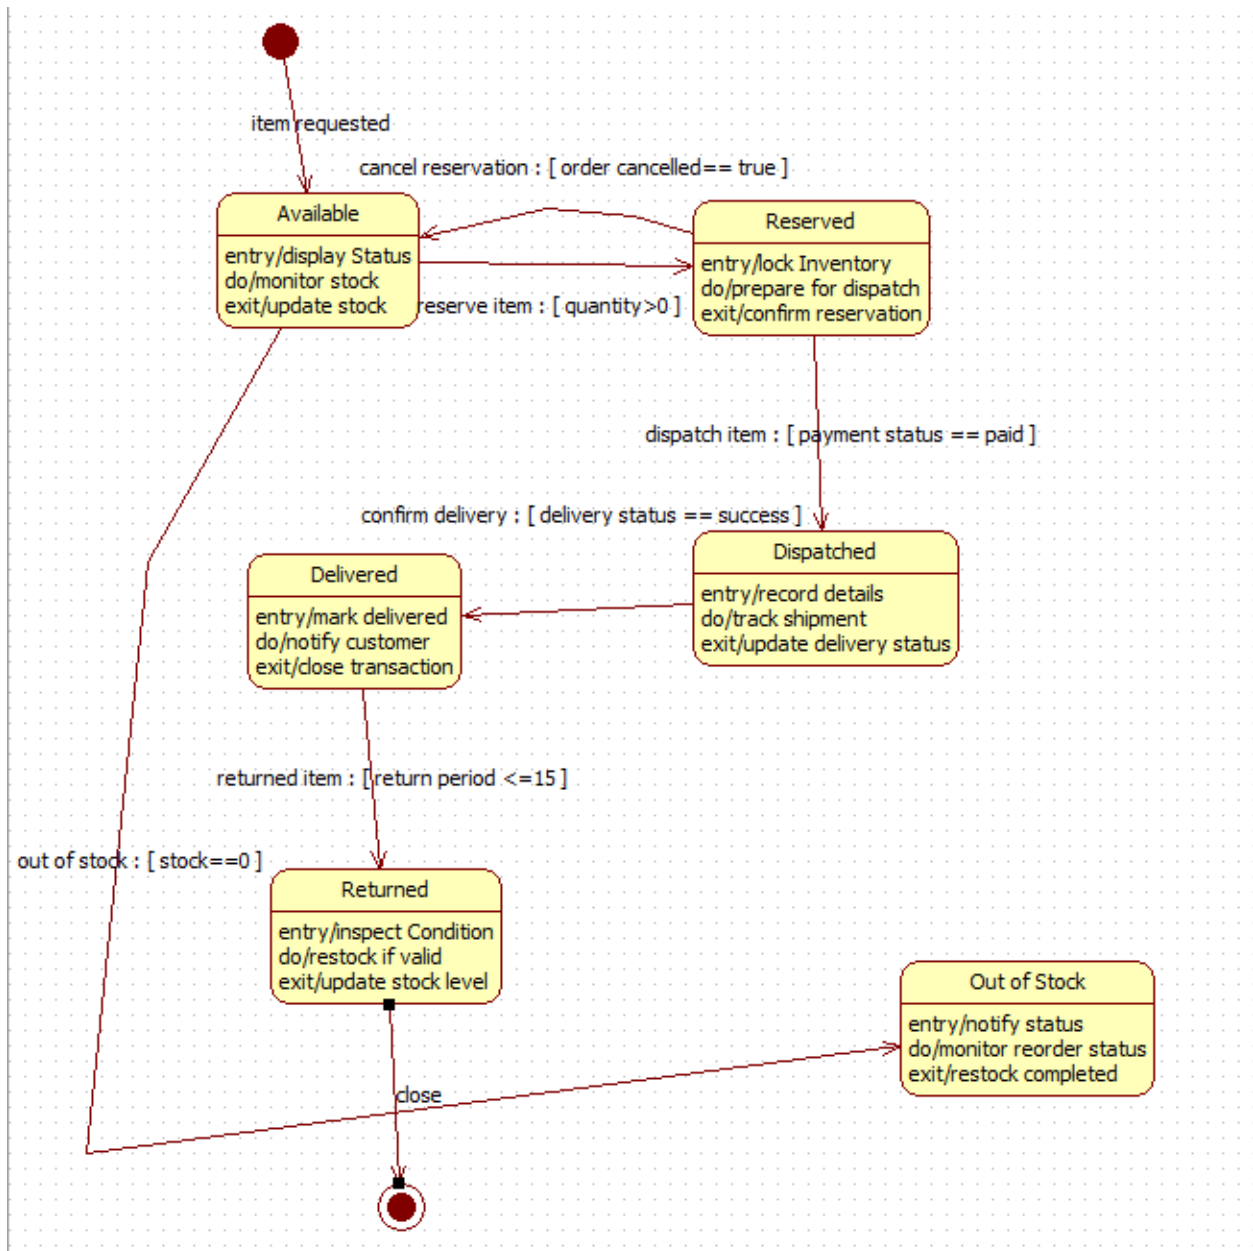 item requested
cancel reservation : [ order cancelled== true ]
Available
entry/display Status
do/monitor stock
exit/update stock
Reserved
entry/lock Inventory
do/prepare for dispatch
exit/confirm reservation
reserve item : [ quantity>0 ]
dispatch item : [ payment status == paid ]
confirm delivery : [ delivery status == success ]
Dispatched
entry/record details
do/track shipment
exit/update delivery status
Delivered
entry/mark delivered
do/notify customer
exit/close transaction
returned item : [ return period <=15 ]
out of stock : [ stock==0 ]
Returned
entry/inspect Condition
do/restock if valid
exit/update stock level
Out of Stock
entry/notify status
do/monitor reorder status
exit/restock completed
close